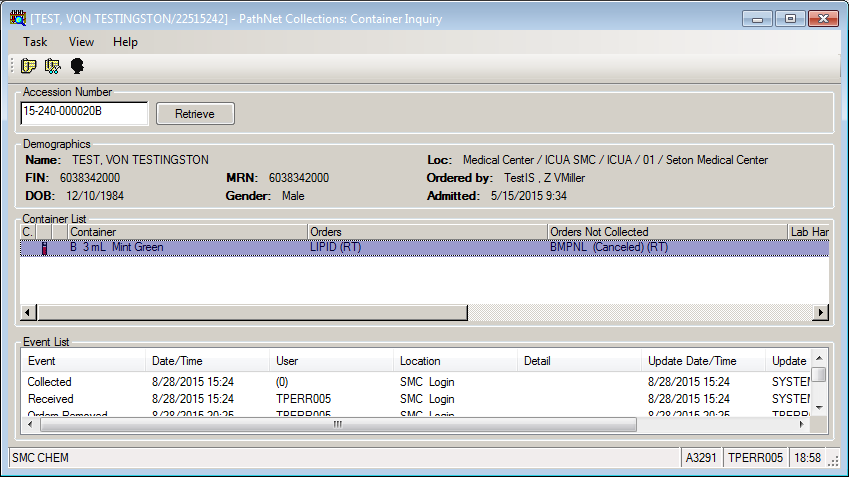 [TEST, VON TESTINGSTON/22515242] - PathNet Collections: Container Inquiry
Task View Help
Accession Number
15-240-000020B Retrieve
Demographics
Name: TEST, VON TESTINGSTON Loc: Medical Center / ICUA SMC / ICUA / 01 / Seton Medical Center
FIN: 6038342000 MRN: 6038342000 Ordered by: TestIS , Z VMiller
DOB: 12/10/1984 Gender: Male Admitted: 5/15/2015 9:34
Container List
C. Container Orders Orders Not Collected Lab Han
B 3 mL Mint Green LIPID (RT) BMPNL (Canceled) (RT)
Event List
Event Date/Time User Location Detail Update Date/Time Update
Collected 8/28/2015 15:24 (0) SMC Login 8/28/2015 15:24 SYSTEM
Received 8/28/2015 15:24 TPERR005 SMC Login 8/28/2015 15:24 SYSTEM
Orders Removed 8/28/2015 20:25 TPERR005 SMC Login 8/28/2015 20:25 TPERR
SMC CHEM A3291 TPERR005 18:58